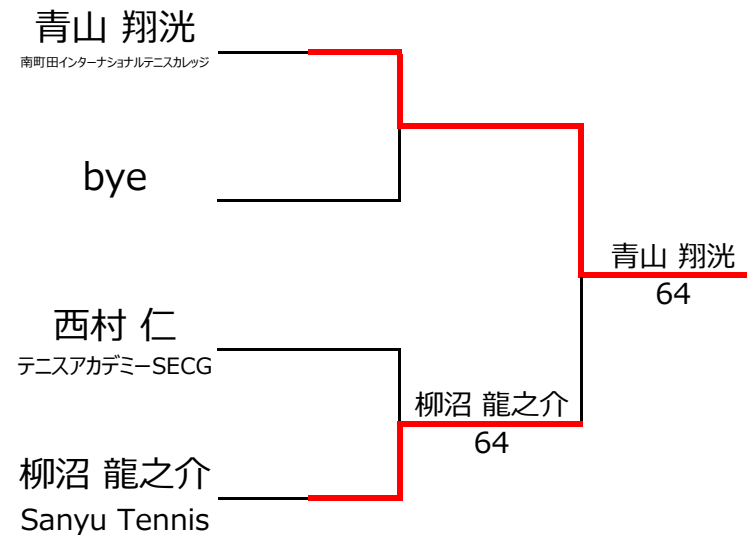 青山 翔洸
南町田インターナショナルテニスカレッジ
bye
青山 翔洸
64
西村 仁
テニスアカデミーSECG
柳沼 龍之介
64
柳沼 龍之介
Sanyu Tennis